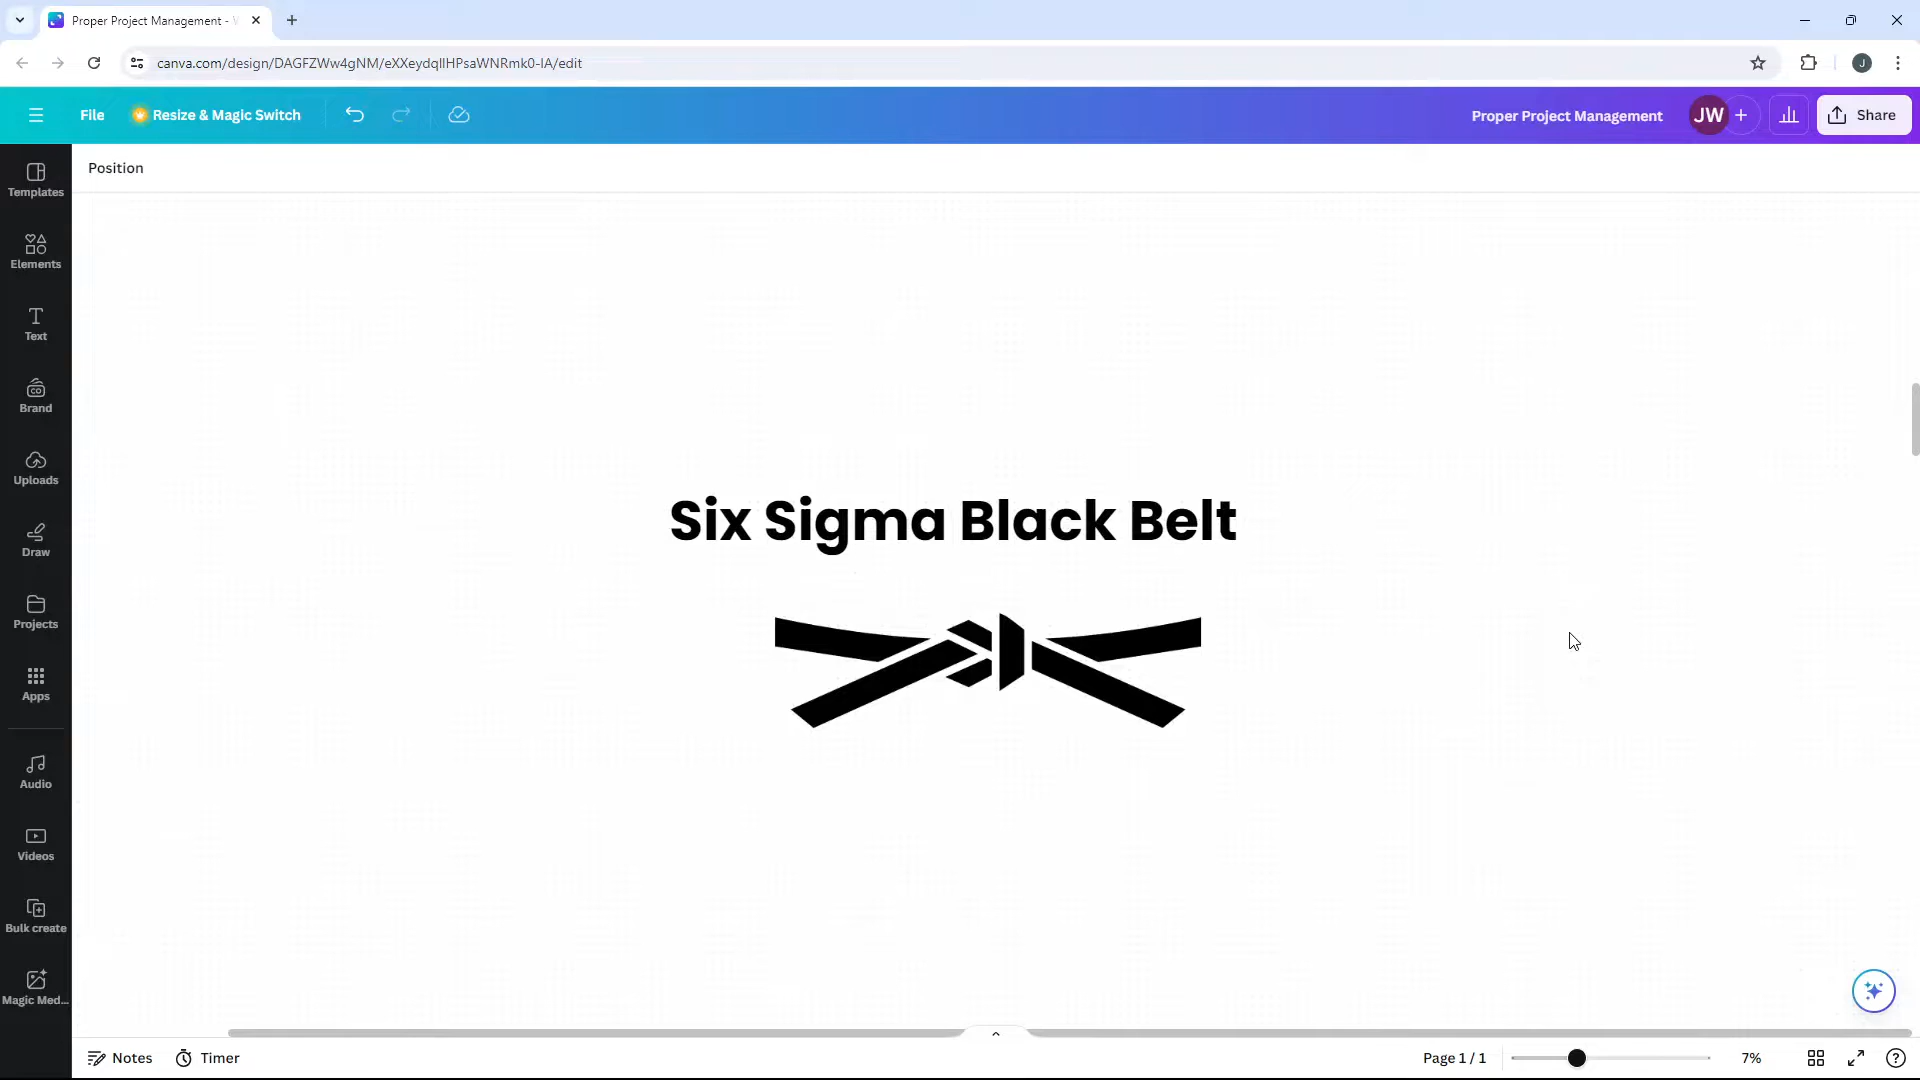 Proper Project Management -
canva.com/design/DAGFZWw4gNM/eXXeydqllHPsaWNRmk0-IA/edit
J
File
Resize & Magic Switch
Proper Project Management
JW
+
Share
Position
Templates
Elements
Text
Brand
Uploads
Draw
Projects
Apps
Audio
Videos
Bulk create
Magic Med...
Six Sigma Black Belt
Notes
Timer
Page 1 / 1
7%